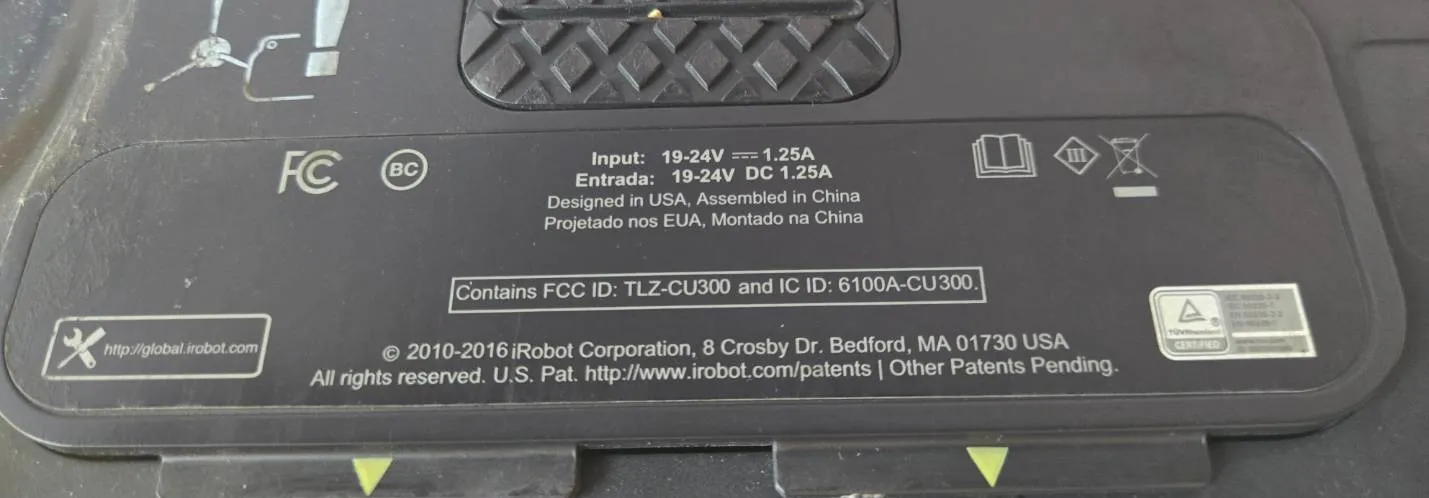 FC
BC
Input: 19-24V 1.25A
Entrada: 19-24V DC 1.25A
Designed in USA, Assembled in China
Projetado nos EUA, Montado na China
III
Contains FCC ID: TLZ-CU300 and IC ID: 6100A-CU300.
http://global.irobot.com
© 2010-2016 iRobot Corporation, 8 Crosby Dr. Bedford, MA 01730 USA
All rights reserved. U.S. Pat. http://www.irobot.com/patents | Other Patents Pending.
TÜVRheinland
CERTIFIED